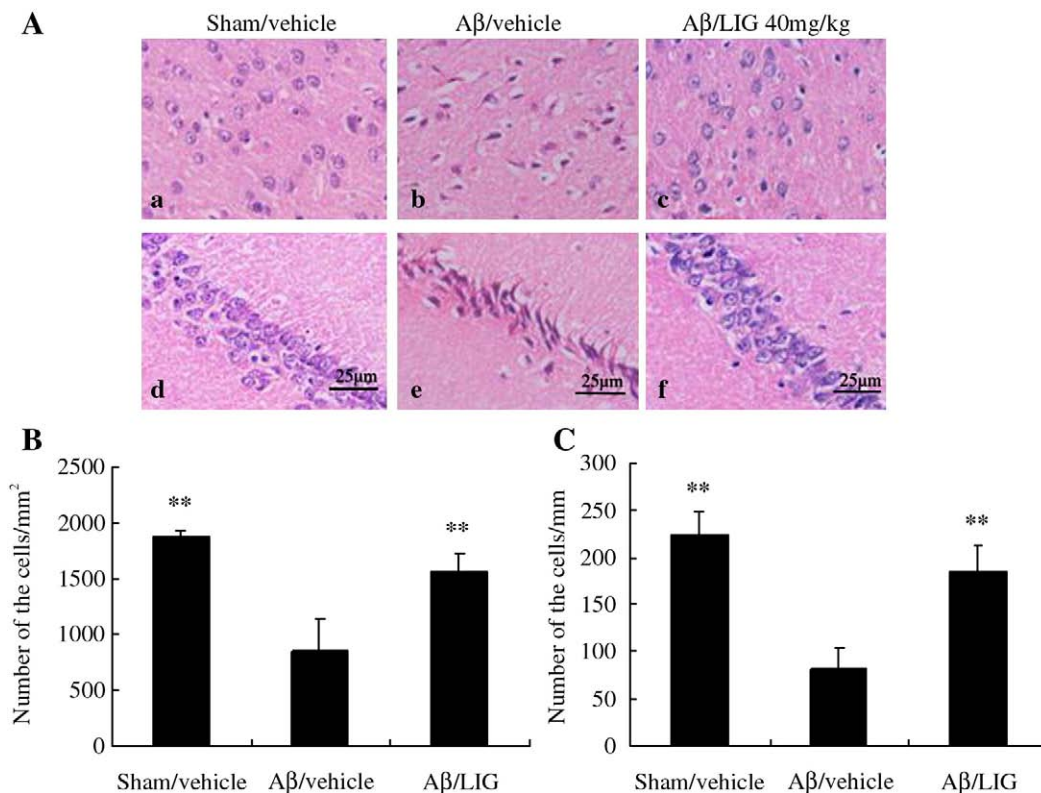 A
Sham/vehicle Aβ/vehicle Aβ/LIG 40mg/kg
a b c
d 25μm e 25μm f 25μm
B
Number of the cells/mm²
2500
2000
1500
1000
500
0
** **
Sham/vehicle Aβ/vehicle Aβ/LIG
C
Number of the cells/mm
300
250
200
150
100
50
0
** **
Sham/vehicle Aβ/vehicle Aβ/LIG